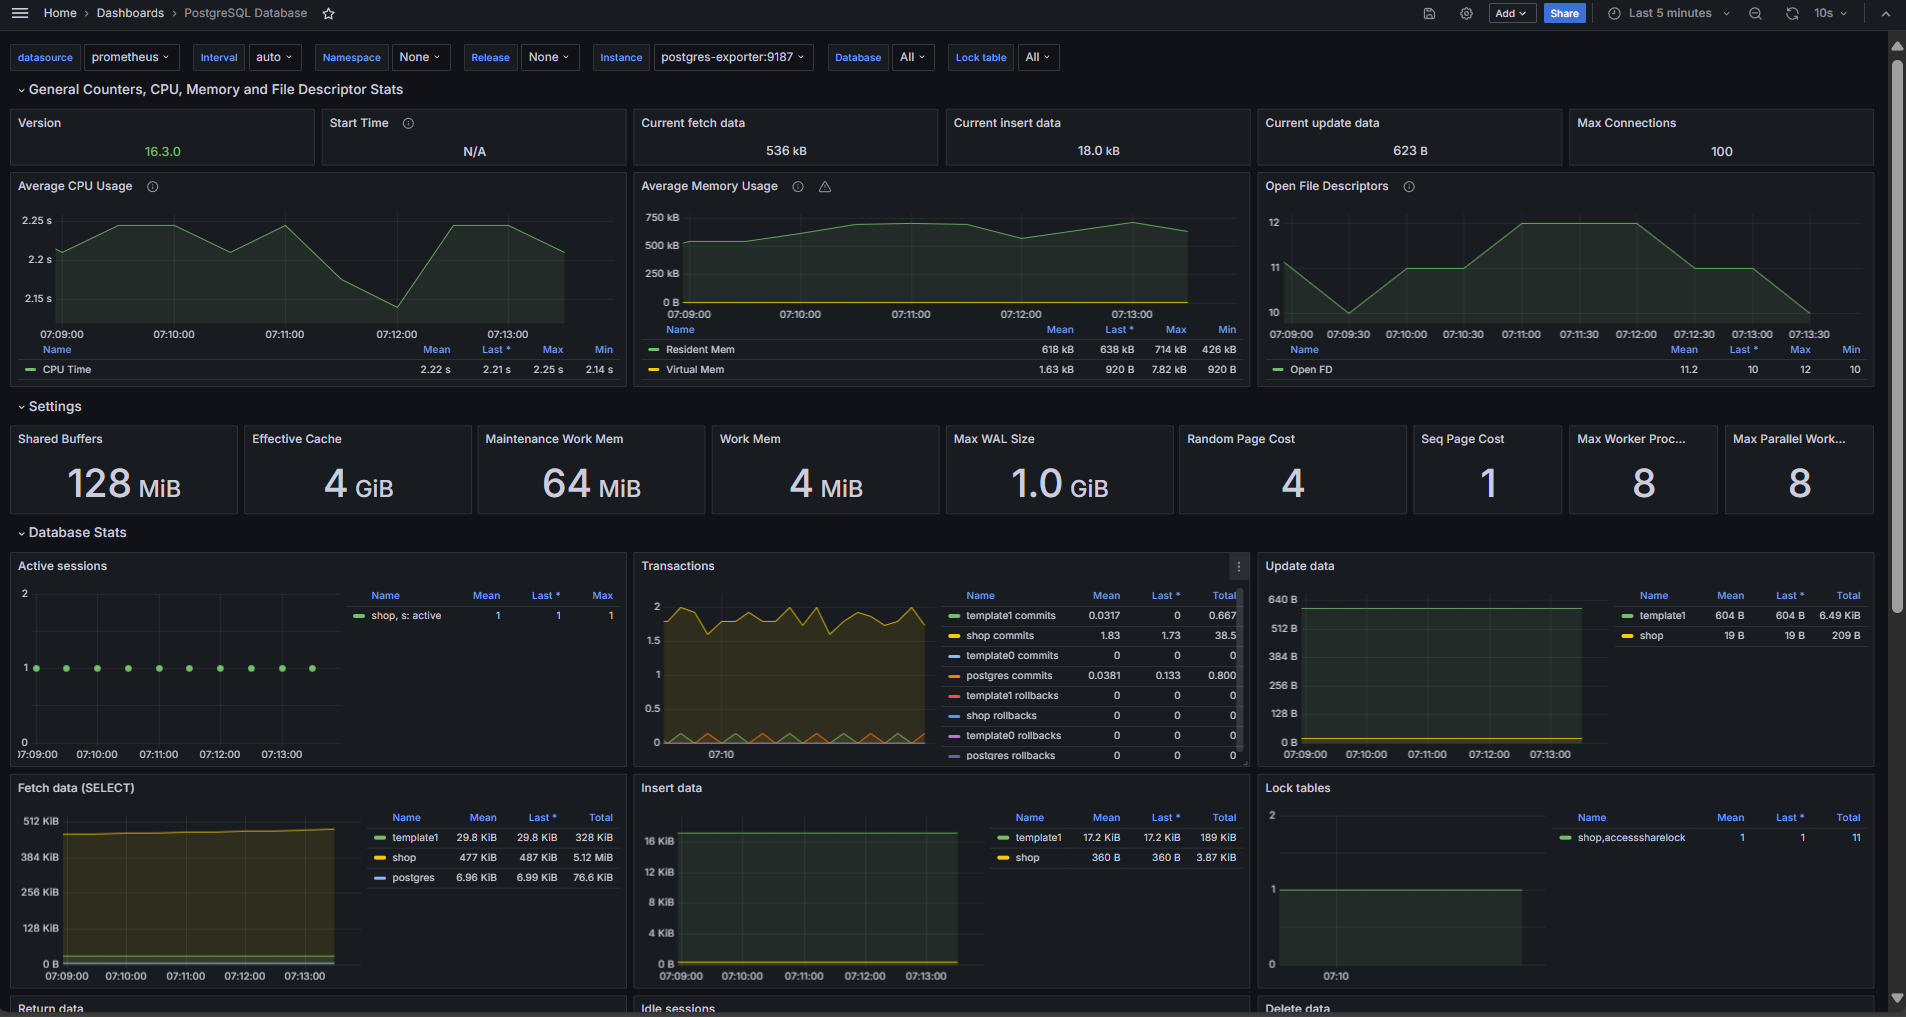 Home › Dashboards › PostgreSQL Database
Add
Share
Last 5 minutes
10s
datasource prometheus Interval auto Namespace None Release None Instance postgres-exporter:9187 Database All Lock table All
General Counters, CPU, Memory and File Descriptor Stats
Version
16.3.0
Start Time
N/A
Current fetch data
536 kB
Current insert data
18.0 kB
Current update data
623 B
Max Connections
100
Average CPU Usage
2.25 s
2.2 s
2.15 s
07:09:00 07:10:00 07:11:00 07:12:00 07:13:00
Name Mean Last * Max Min
CPU Time 2.22 s 2.21 s 2.25 s 2.14 s
Average Memory Usage
750 kB
500 kB
250 kB
0 B
07:09:00 07:10:00 07:11:00 07:12:00 07:13:00
Name Mean Last * Max Min
Resident Mem 618 kB 638 kB 714 kB 426 kB
Virtual Mem 1.63 kB 920 B 7.82 kB 920 B
Open File Descriptors
12
11
10
07:09:00 07:09:30 07:10:00 07:10:30 07:11:00 07:11:30 07:12:00 07:12:30 07:13:00 07:13:30
Name Mean Last * Max Min
Open FD 11.2 10 12 10
Settings
Shared Buffers
128 MiB
Effective Cache
4 GiB
Maintenance Work Mem
64 MiB
Work Mem
4 MiB
Max WAL Size
1.0 GiB
Random Page Cost
4
Seq Page Cost
1
Max Worker Proc...
8
Max Parallel Work...
8
Database Stats
Active sessions
2
1
0
07:09:00 07:10:00 07:11:00 07:12:00 07:13:00
Name Mean Last * Max
shop, s: active 1 1 1
Transactions
2
1.5
1
0.5
0
07:10
Name Mean Last * Total
template1 commits 0.0317 0 0.667
shop commits 1.83 1.73 38.5
template0 commits 0 0 0
postgres commits 0.0381 0.133 0.800
template1 rollbacks 0 0 0
shop rollbacks 0 0 0
template0 rollbacks 0 0 0
postgres rollbacks 0 0 0
Update data
640 B
512 B
384 B
256 B
128 B
0 B
07:09:00 07:10:00 07:11:00 07:12:00 07:13:00
Name Mean Last * Total
template1 604 B 604 B 6.49 KiB
shop 19 B 19 B 209 B
Fetch data (SELECT)
512 KiB
384 KiB
256 KiB
128 KiB
0 B
07:09:00 07:10:00 07:11:00 07:12:00 07:13:00
Name Mean Last * Total
template1 29.8 KiB 29.8 KiB 328 KiB
shop 477 KiB 487 KiB 5.12 MiB
postgres 6.96 KiB 6.99 KiB 76.6 KiB
Insert data
16 KiB
12 KiB
8 KiB
4 KiB
0 B
07:09:00 07:10:00 07:11:00 07:12:00 07:13:00
Name Mean Last * Total
template1 17.2 KiB 17.2 KiB 189 KiB
shop 360 B 360 B 3.87 KiB
Lock tables
2
1
0
07:10
Name Mean Last * Total
shop,accesssharelock 1 1 11
Return data
Idle sessions
Delete data